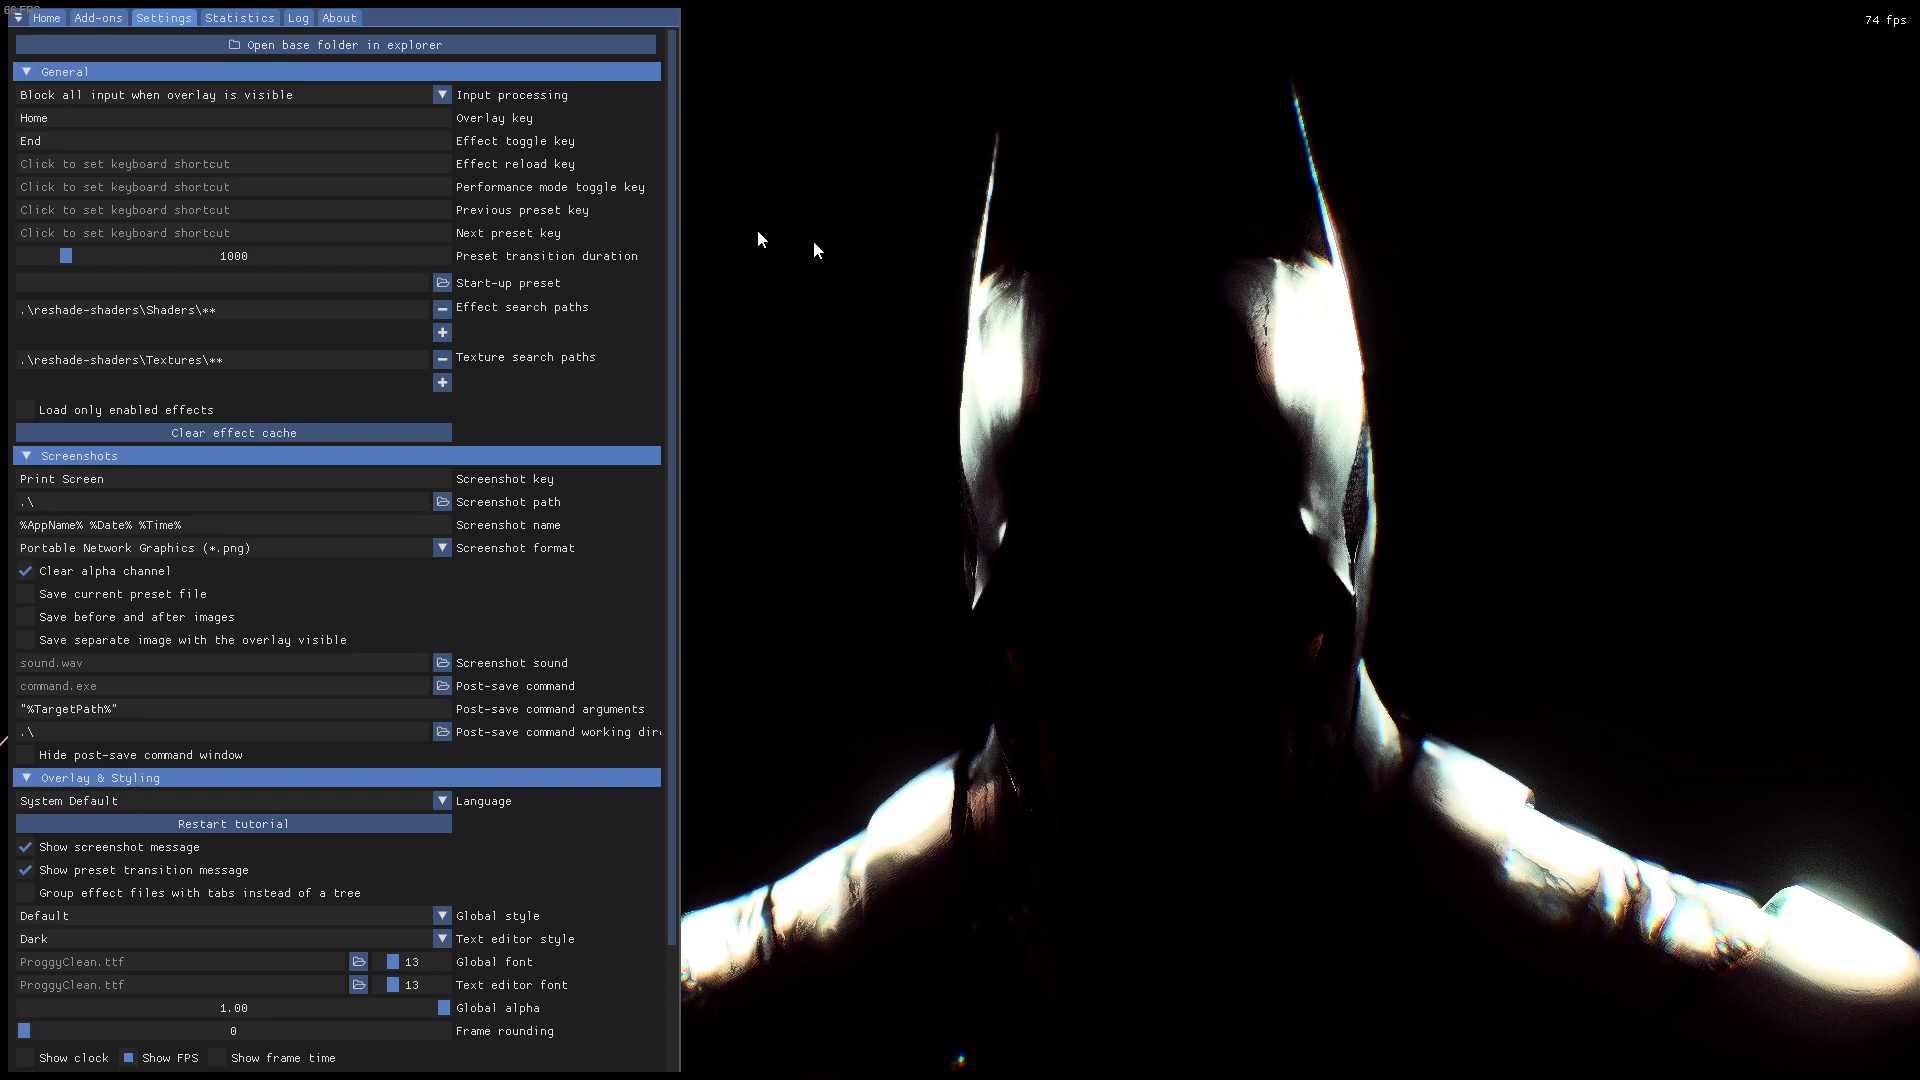 66 FPS
Home Add-ons Settings Statistics Log About
74 fps
Open base folder in explorer
General
Block all input when overlay is visible Input processing
Home Overlay key
End Effect toggle key
Click to set keyboard shortcut Effect reload key
Click to set keyboard shortcut Performance mode toggle key
Click to set keyboard shortcut Previous preset key
Click to set keyboard shortcut Next preset key
1000 Preset transition duration
Start-up preset
.\reshade-shaders\Shaders\** Effect search paths
.\reshade-shaders\Textures\** Texture search paths
Load only enabled effects
Clear effect cache
Screenshots
Print Screen Screenshot key
.\ Screenshot path
%AppName% %Date% %Time% Screenshot name
Portable Network Graphics (*.png) Screenshot format
Clear alpha channel
Save current preset file
Save before and after images
Save separate image with the overlay visible
sound.wav Screenshot sound
command.exe Post-save command
"%TargetPath%" Post-save command arguments
.\ Post-save command working dir
Hide post-save command window
Overlay & Styling
System Default Language
Restart tutorial
Show screenshot message
Show preset transition message
Group effect files with tabs instead of a tree
Default Global style
Dark Text editor style
ProggyClean.ttf 13 Global font
ProggyClean.ttf 13 Text editor font
1.00 Global alpha
0 Frame rounding
Show clock Show FPS Show frame time